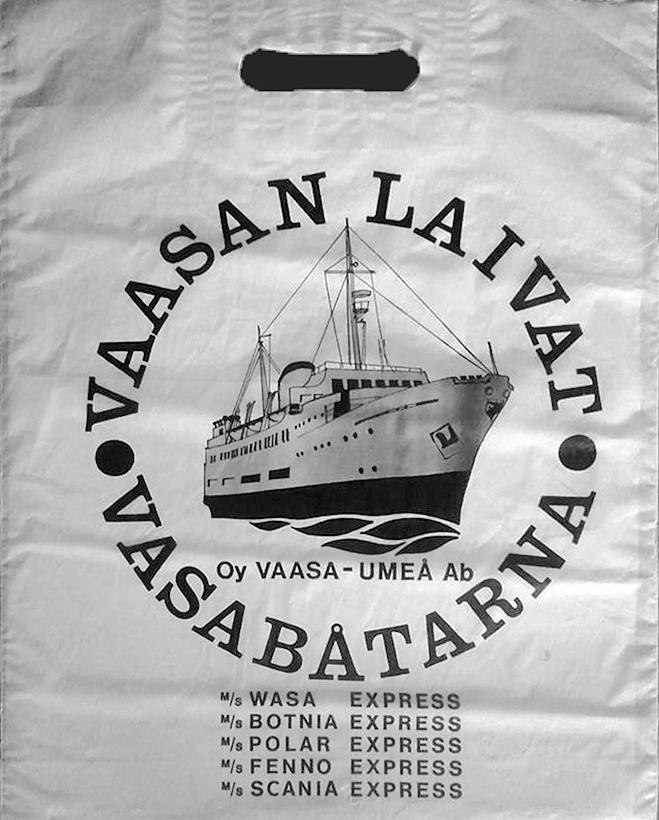 VAASAN LAIVAT
Oy VAASA-UMEÅ Ab
VASABÅTARNA
M/s WASA EXPRESS
M/s BOTNIA EXPRESS
M/s POLAR EXPRESS
M/s FENNO EXPRESS
M/s SCANIA EXPRESS